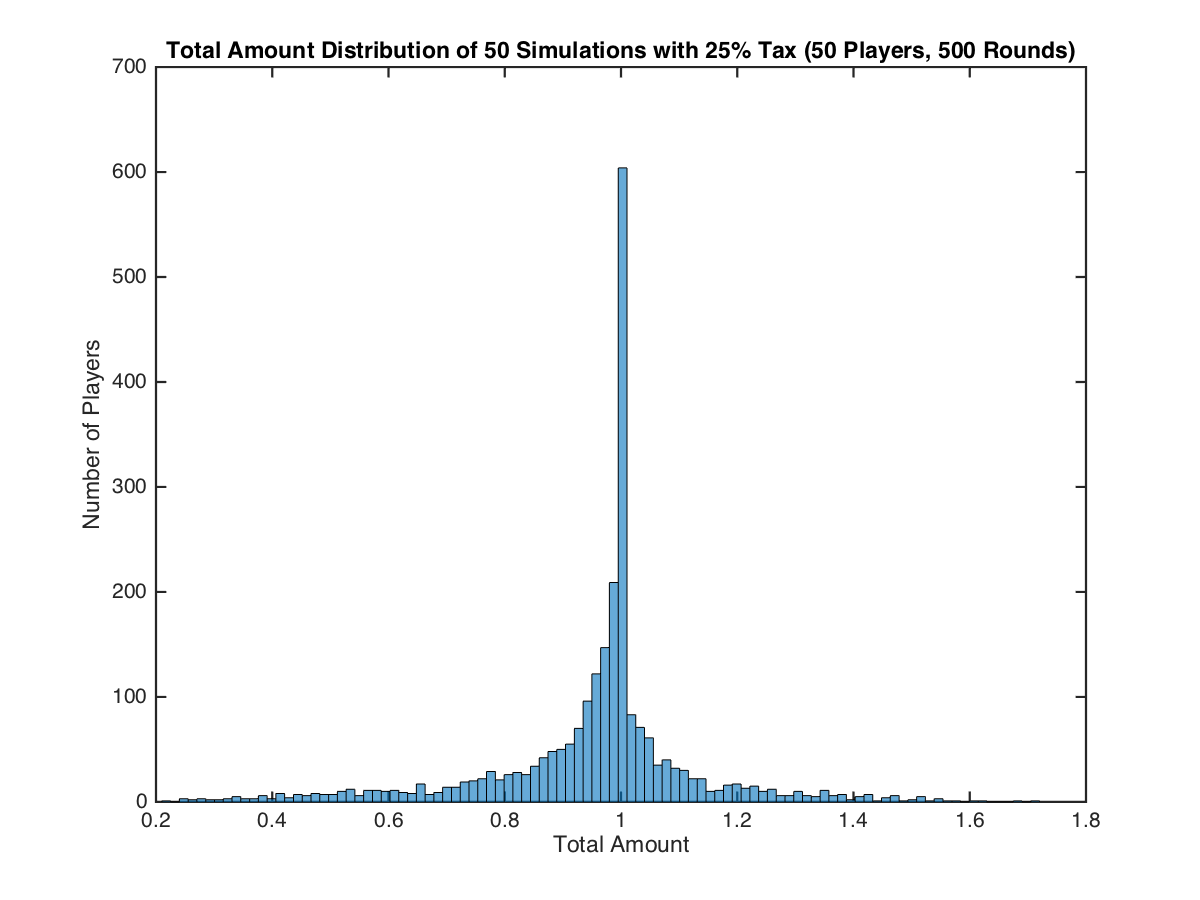 Total Amount Distribution of 50 Simulations with 25% Tax (50 Players, 500 Rounds)
700
600
500
400
300
200
100
0
Number of Players
0.2 0.4 0.6 0.8 1 1.2 1.4 1.6 1.8
Total Amount